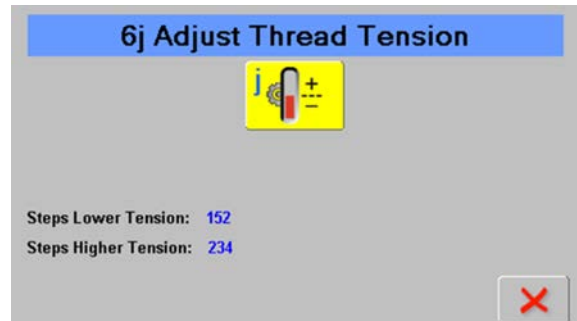 6j Adjust Thread Tension
j + -
Steps Lower Tension: 152
Steps Higher Tension: 234